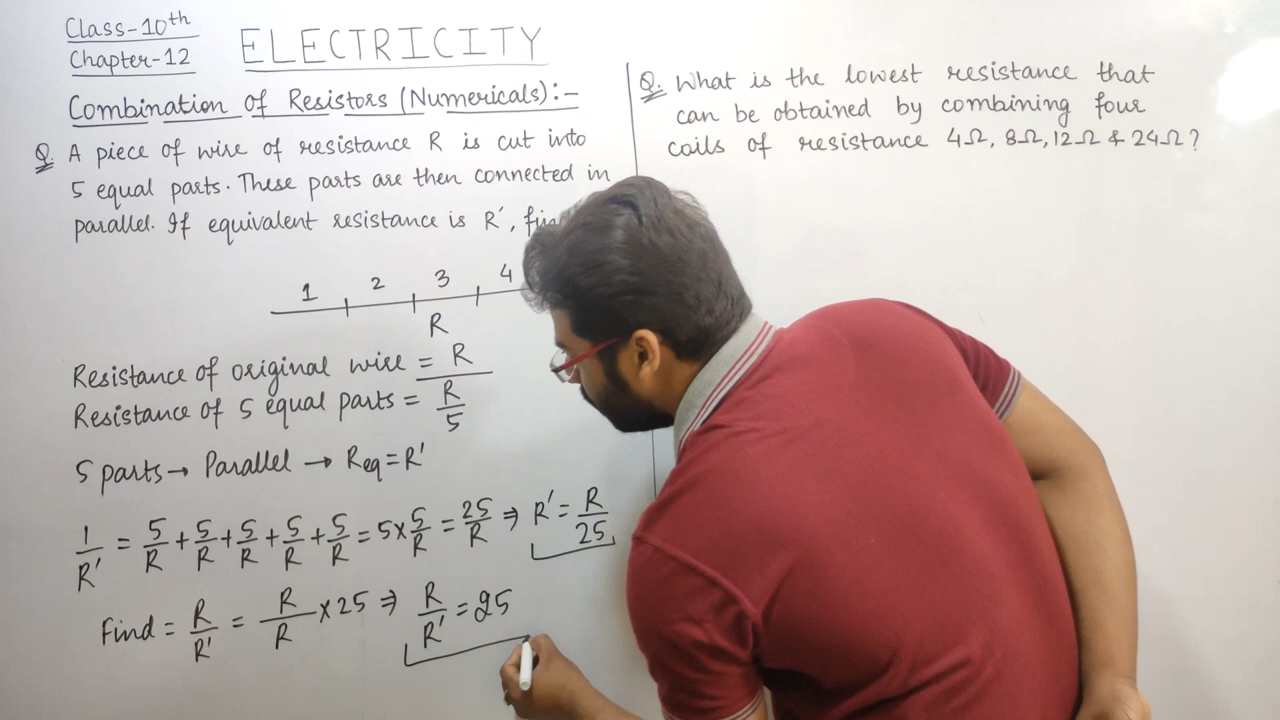 Class-10th
Chapter-12
ELECTRICITY
Combination of Resistors (Numericals):-
Q. A piece of wire of resistance R is cut into
5 equal parts. These parts are then connected in
parallel. If equivalent resistance is R′,
1 2 3 4
R
Resistance of original wire = R
Resistance of 5 equal parts = R/5
5 parts → Parallel → Req = R'
1/R' = 5/R + 5/R + 5/R + 5/R + 5/R = 5×5/R = 25/R ⇒ R' = R/25
Find = R/R' = R/R × 25 ⇒ R/R' = 25
Q. What is the lowest resistance that
can be obtained by combining four
coils of resistance 4Ω, 8Ω, 12Ω & 24Ω?